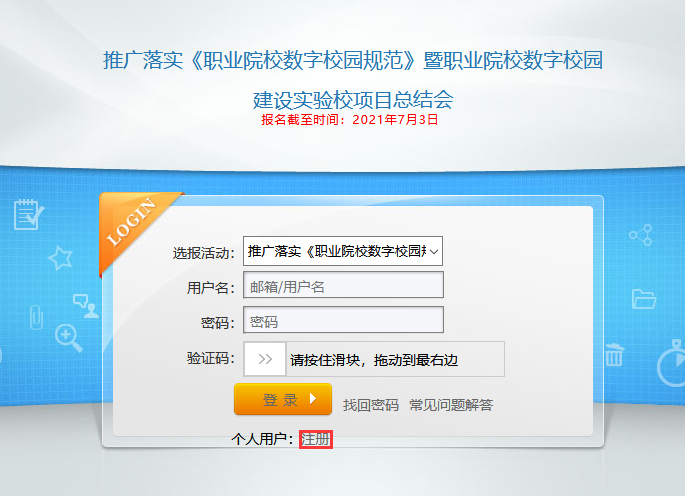 推广落实《职业院校数字校园规范》暨职业院校数字校园
建设实验校项目总结会
报名截至时间：2021年7月3日
LOGIN
选报活动： 推广落实《职业院校数字校园规
用户名： 邮箱/用户名
密码： 密码
验证码： >> 请按住滑块，拖动到最右边
登 录 找回密码 常见问题解答
个人用户：注册